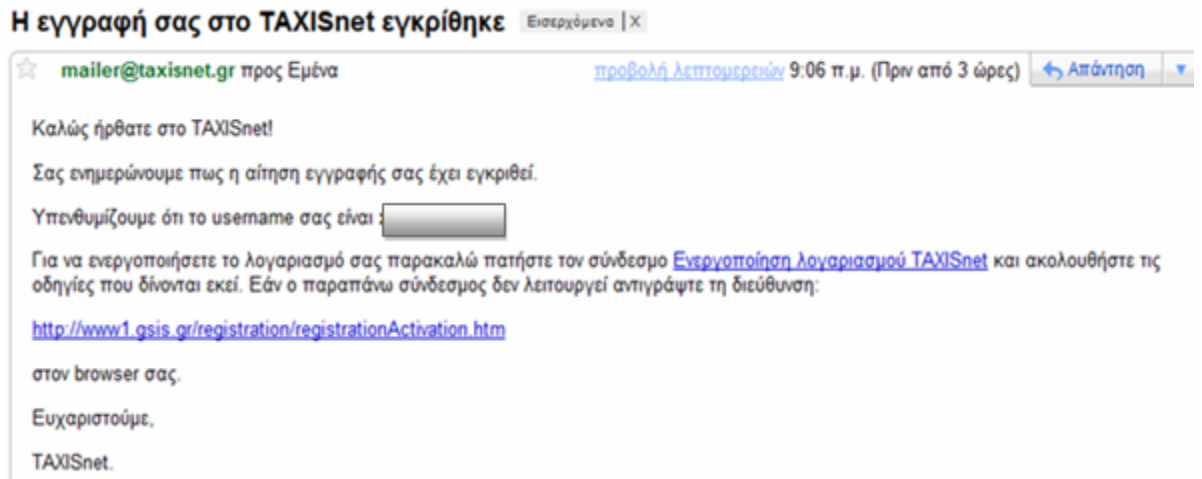 Η εγγραφή σας στο TAXISnet εγκρίθηκε Εισερχόμενα | X
mailer@taxisnet.gr προς Εμένα προβολή λεπτομερειών 9:06 π.μ. (Πριν από 3 ώρες) Απάντηση
Καλώς ήρθατε στο TAXISnet!
Σας ενημερώνουμε πως η αίτηση εγγραφής σας έχει εγκριθεί.
Υπενθυμίζουμε ότι το username σας είναι :
Για να ενεργοποιήσετε το λογαριασμό σας παρακαλώ πατήστε τον σύνδεσμο Ενεργοποίηση λογαριασμού TAXISnet και ακολουθήστε τις
οδηγίες που δίνονται εκεί. Εάν ο παραπάνω σύνδεσμος δεν λειτουργεί αντιγράψτε τη διεύθυνση:
http://www1.gsis.gr/registration/registrationActivation.htm
στον browser σας.
Ευχαριστούμε,
TAXISnet.